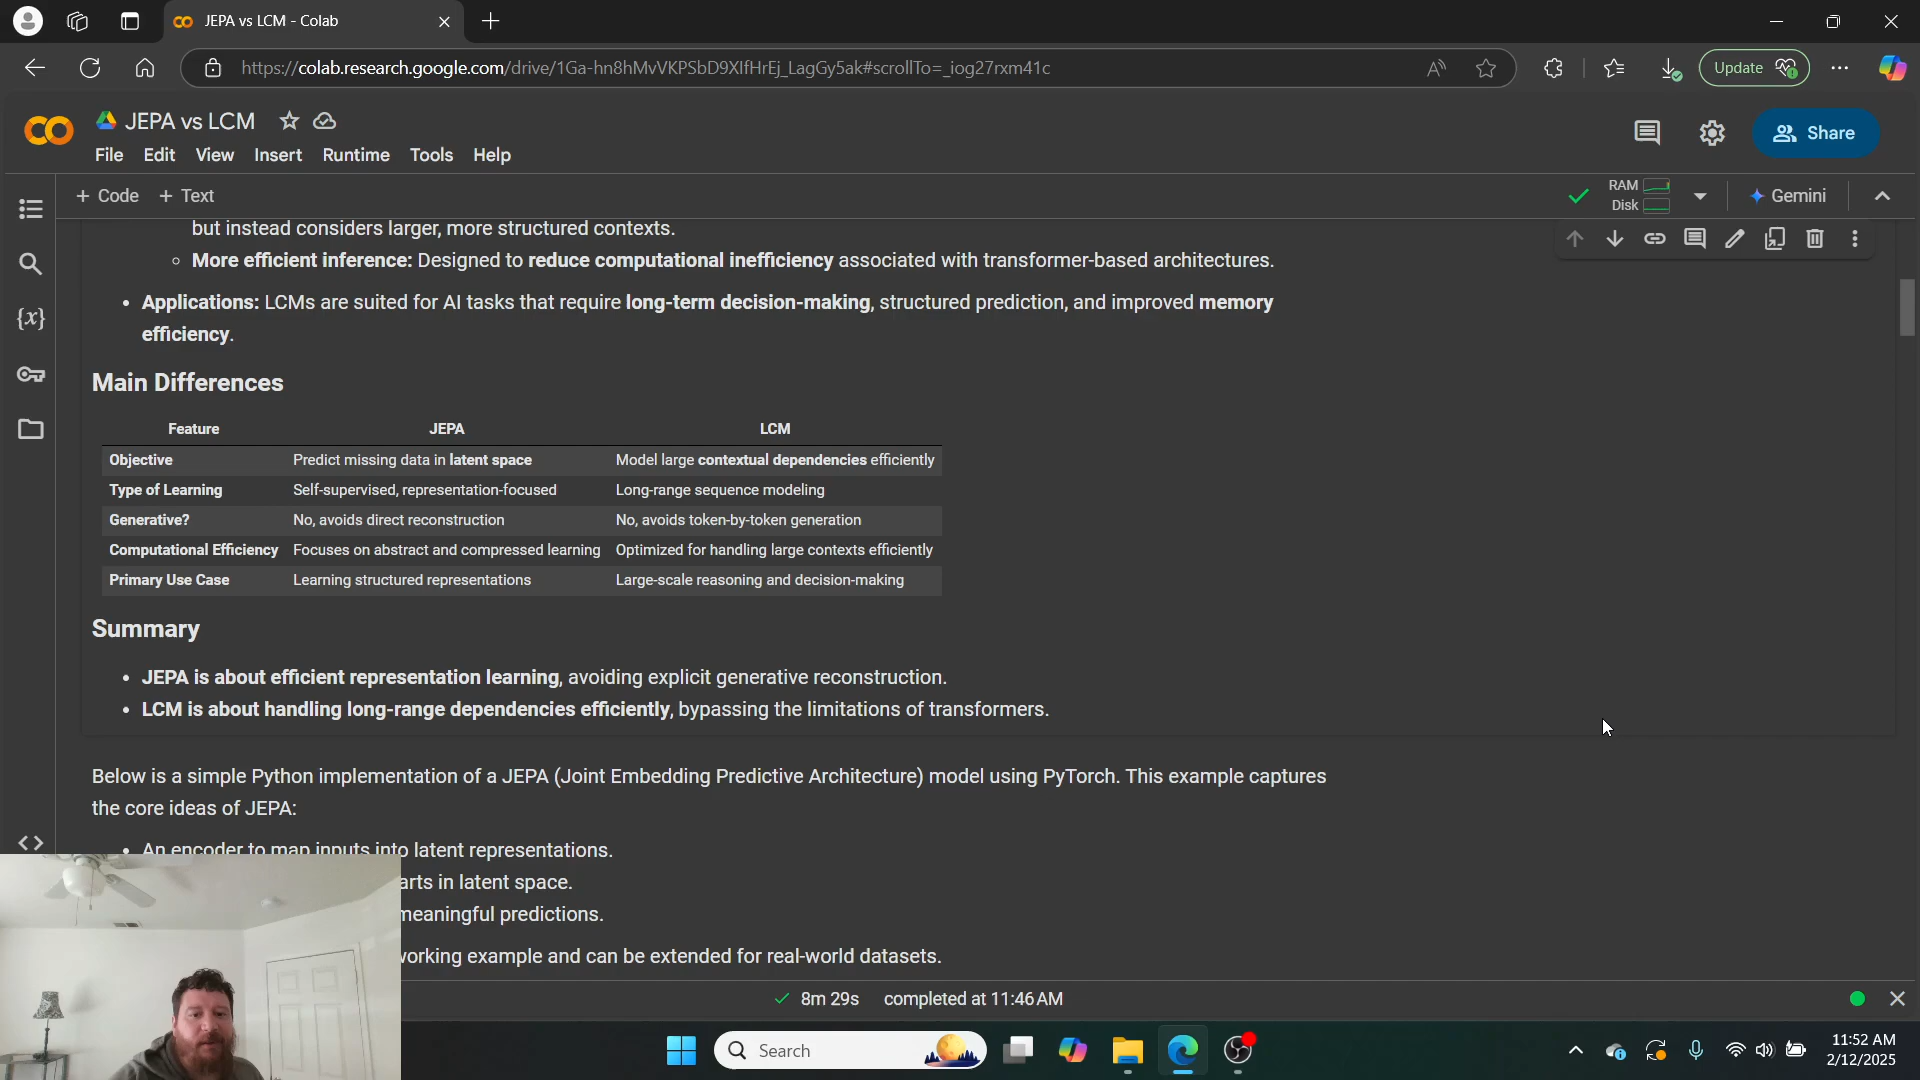 JEPA vs LCM - Colab
https://colab.research.google.com/drive/1Ga-hn8hMvVKPSbD9XIfHrEj_LagGy5ak#scrollTo=_iog27rxm41c
Update
JEPA vs LCM
File Edit View Insert Runtime Tools Help
Share
+ Code + Text
RAM
Disk
Gemini
but instead considers larger, more structured contexts.
More efficient inference: Designed to reduce computational inefficiency associated with transformer-based architectures.
Applications: LCMs are suited for AI tasks that require long-term decision-making, structured prediction, and improved memory
efficiency.
Main Differences
Feature JEPA LCM
Objective Predict missing data in latent space Model large contextual dependencies efficiently
Type of Learning Self-supervised, representation-focused Long-range sequence modeling
Generative? No, avoids direct reconstruction No, avoids token-by-token generation
Computational Efficiency Focuses on abstract and compressed learning Optimized for handling large contexts efficiently
Primary Use Case Learning structured representations Large-scale reasoning and decision-making
Summary
JEPA is about efficient representation learning, avoiding explicit generative reconstruction.
LCM is about handling long-range dependencies efficiently, bypassing the limitations of transformers.
Below is a simple Python implementation of a JEPA (Joint Embedding Predictive Architecture) model using PyTorch. This example captures
the core ideas of JEPA:
An encoder to map inputs into latent representations.
arts in latent space.
meaningful predictions.
working example and can be extended for real-world datasets.
8m 29s completed at 11:46 AM
Search
11:52 AM
2/12/2025